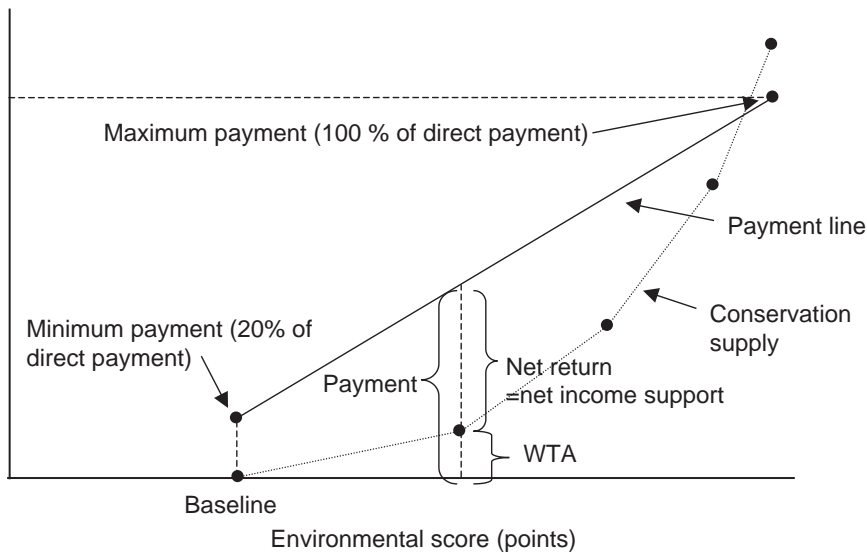 Maximum payment (100 % of direct payment)
Payment line
Minimum payment (20% of
direct payment)
Conservation
supply
Payment
Net return
=net income support
WTA
Baseline
Environmental score (points)